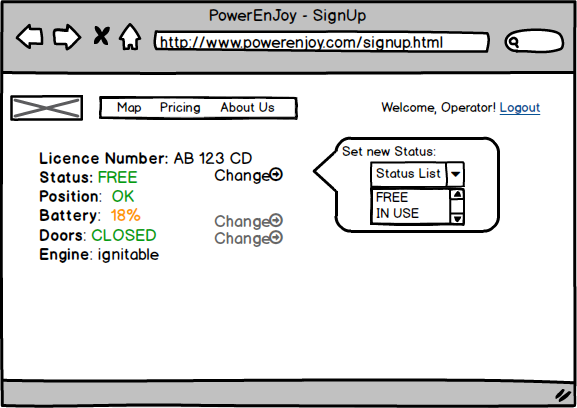 PowerEnJoy - SignUp
http://www.powerenjoy.com/signup.html
Map Pricing About Us
Welcome, Operator! Logout
Licence Number: AB 123 CD
Status: FREE
Change
Position: OK
Battery: 18%
Change
Doors: CLOSED
Change
Engine: ignitable
Set new Status:
Status List
FREE
IN USE